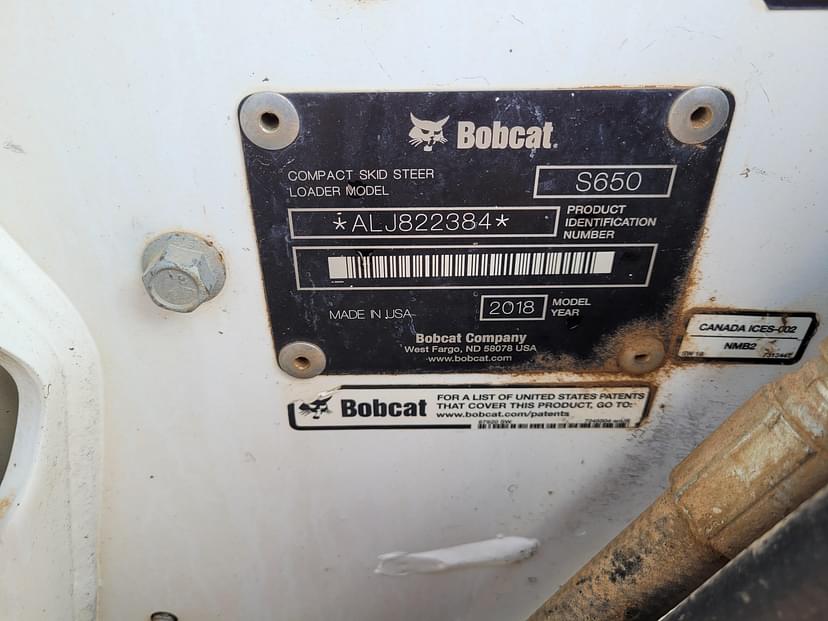 Bobcat.
COMPACT SKID STEER
LOADER MODEL
S650
*ALJ822384*
PRODUCT
IDENTIFICATION
NUMBER
MADE IN USA
2018
MODEL
YEAR
Bobcat Company
West Fargo, ND 58078 USA
www.bobcat.com
CANADA ICES-002
NMB2
Bobcat
FOR A LIST OF UNITED STATES PATENTS
THAT COVER THIS PRODUCT, GO TO:
www.bobcat.com/patents